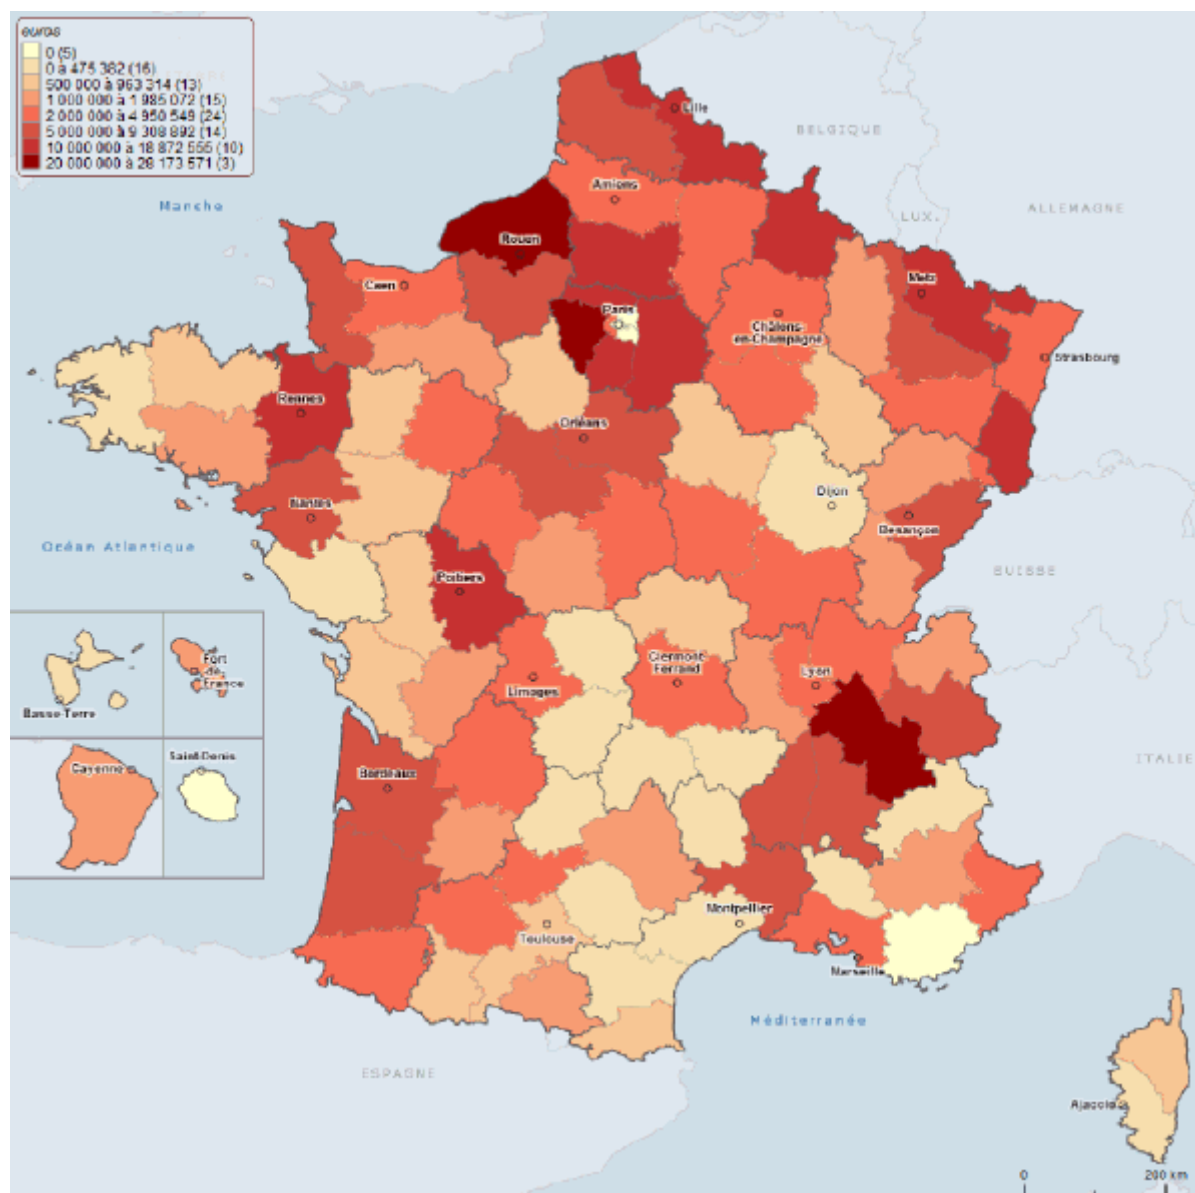 euros
0 (5)
0 à 475 382 (16)
500 000 à 963 314 (13)
1 000 000 à 1 985 072 (15)
2 000 000 à 4 950 549 (24)
5 000 000 à 9 308 892 (14)
10 000 000 à 18 872 555 (10)
20 000 000 à 28 173 571 (3)
Lille
BELGIQUE
Amiens
Manche
LUX.
ALLEMAGNE
Rouen
Metz
Caen
Paris
Châlons-
en-Champagne
Strasbourg
Rennes
Orléans
Dijon
Nantes
Besançon
Océan Atlantique
SUISSE
Poitiers
Clermont-
Ferrand
Lyon
Limoges
Fort
-de-
France
Basse-Terre
Saint-Denis
Cayenne
Bordeaux
ITALIE
Montpellier
Toulouse
Marseille
Méditerranée
ESPAGNE
Ajaccio
0
200 km